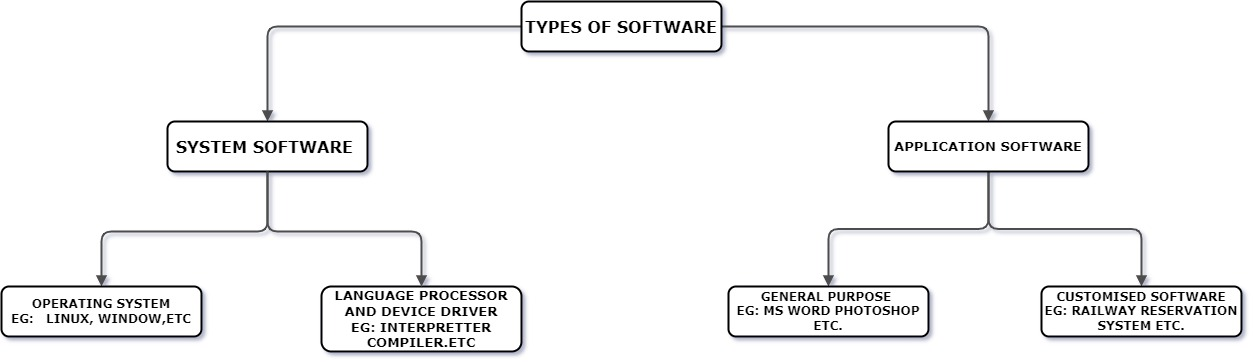 TYPES OF SOFTWARE
SYSTEM SOFTWARE
APPLICATION SOFTWARE
OPERATING SYSTEM
EG: LINUX, WINDOW,ETC
LANGUAGE PROCESSOR
AND DEVICE DRIVER
EG: INTERPRETTER
COMPILER.ETC
GENERAL PURPOSE
EG: MS WORD PHOTOSHOP
ETC.
CUSTOMISED SOFTWARE
EG: RAILWAY RESERVATION
SYSTEM ETC.